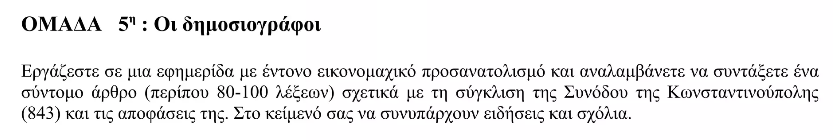 ΟΜΑΔΑ 5η : Οι δημοσιογράφοι
Εργάζεστε σε μια εφημερίδα με έντονο εικονομαχικό προσανατολισμό και αναλαμβάνετε να συντάξετε ένα
σύντομο άρθρο (περίπου 80-100 λέξεων) σχετικά με τη σύγκλιση της Συνόδου της Κωνσταντινούπολης
(843) και τις αποφάσεις της. Στο κείμενό σας να συνυπάρχουν ειδήσεις και σχόλια.